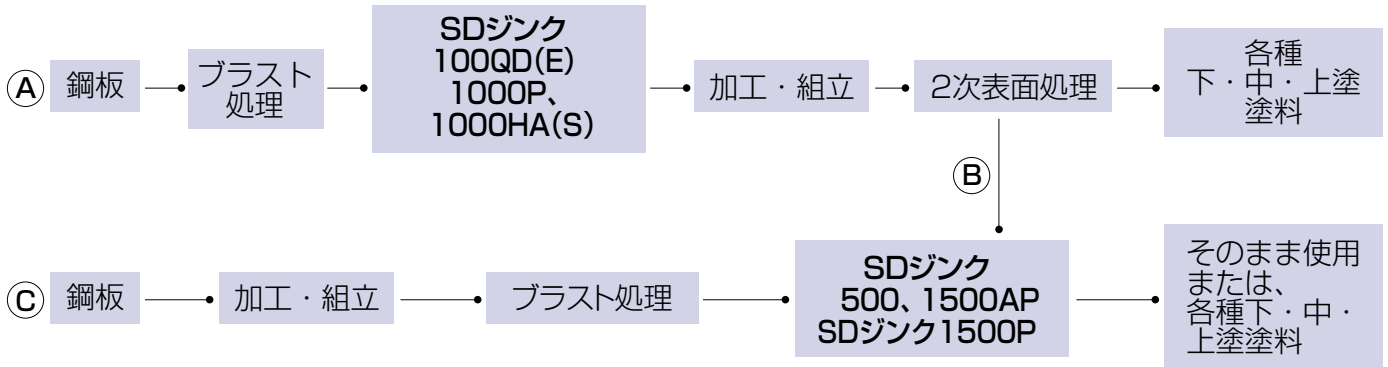 Ⓐ
鋼板
ブラスト
処理
SDジンク
100QD(E)
1000P、
1000HA(S)
加工・組立
2次表面処理
各種
下・中・上塗
塗料
Ⓑ
Ⓒ
鋼板
加工・組立
ブラスト処理
SDジンク
500、1500AP
SDジンク1500P
そのまま使用
または、
各種下・中・
上塗塗料